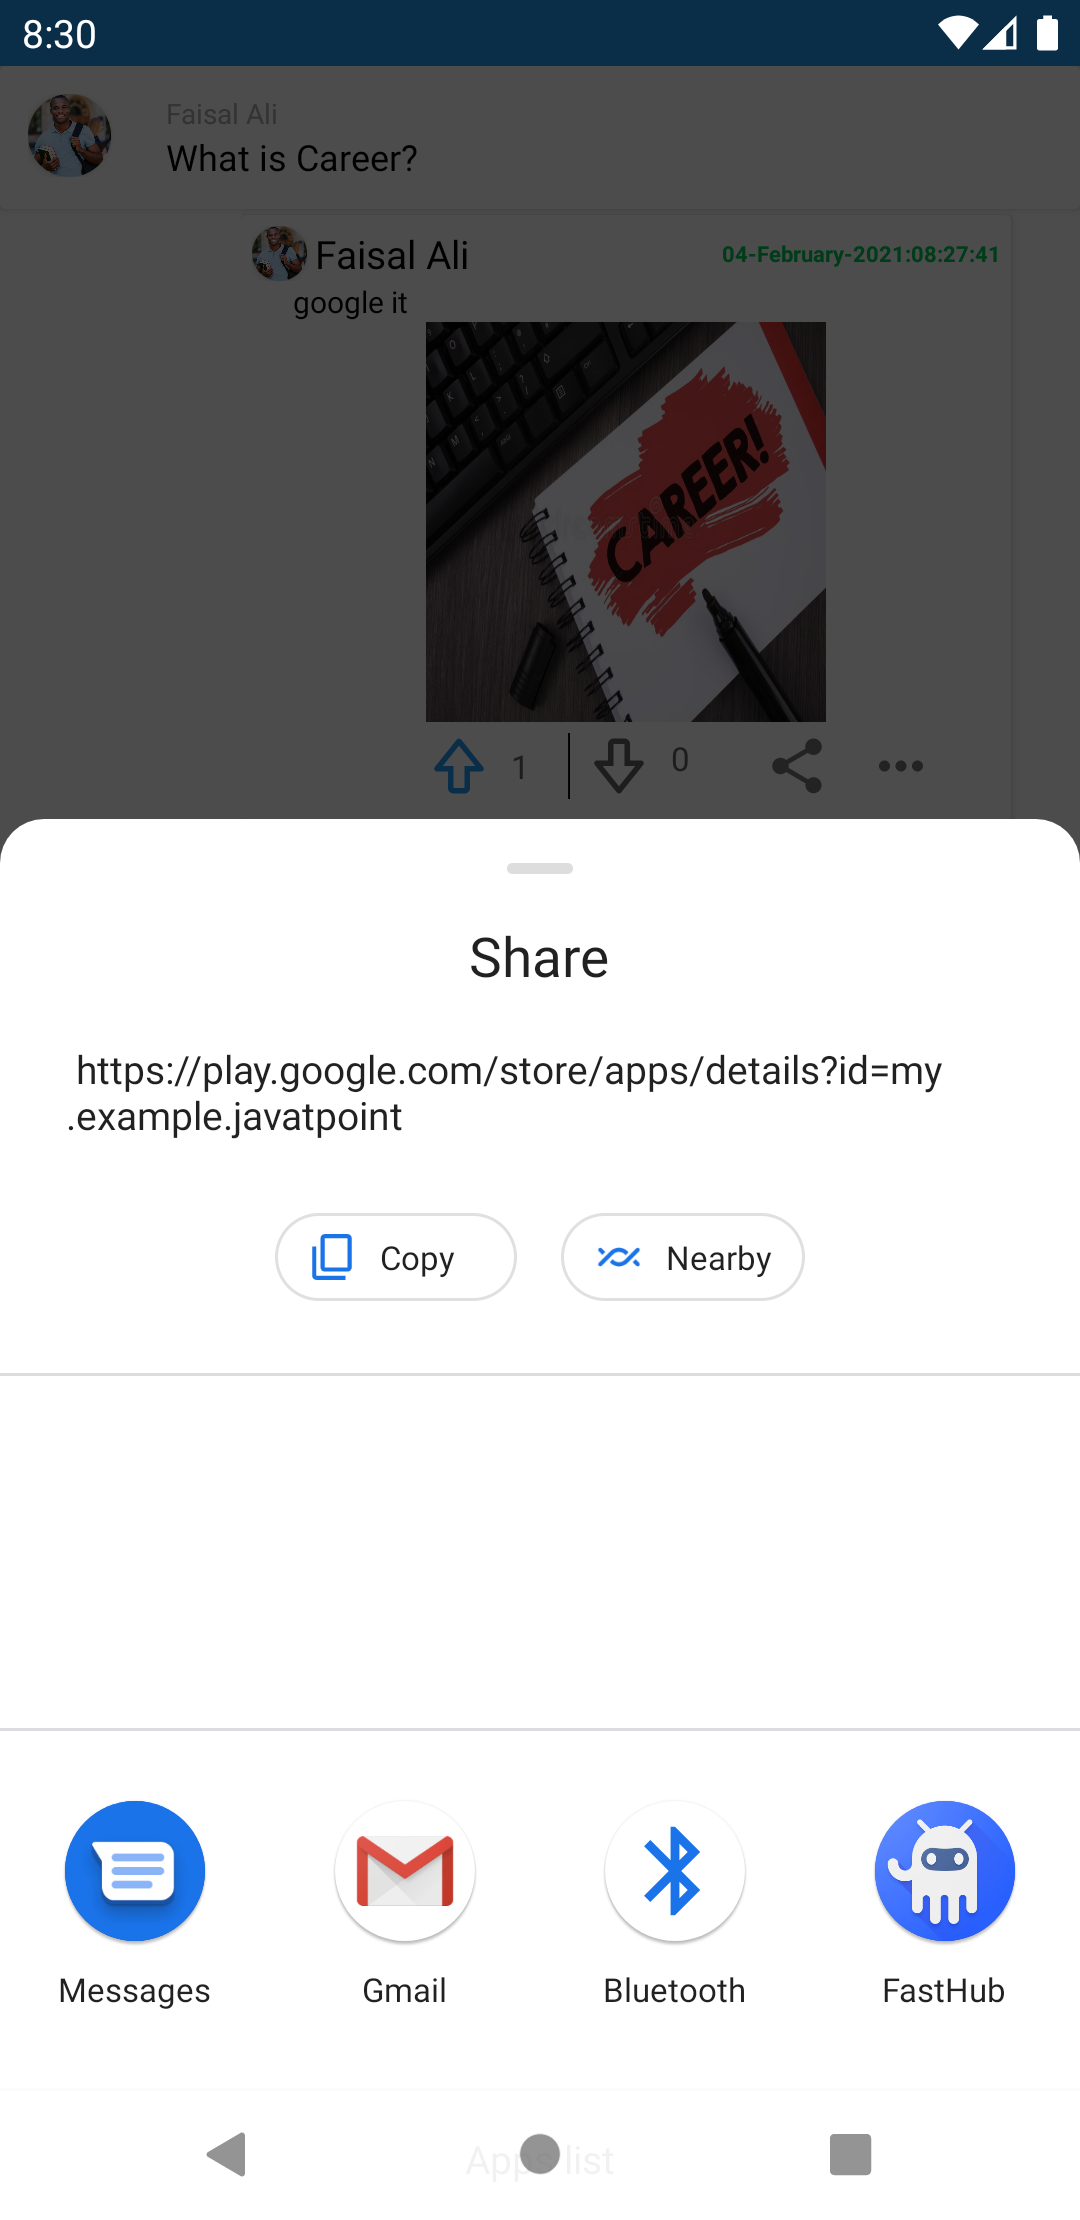 8:30
Faisal Ali
What is Career?
Faisal Ali
04-February-2021:08:27:41
google it
CAREER!
1
0
Share
https://play.google.com/store/apps/details?id=my
.example.javatpoint
Copy
Nearby
Messages
Gmail
Bluetooth
FastHub
Apps list